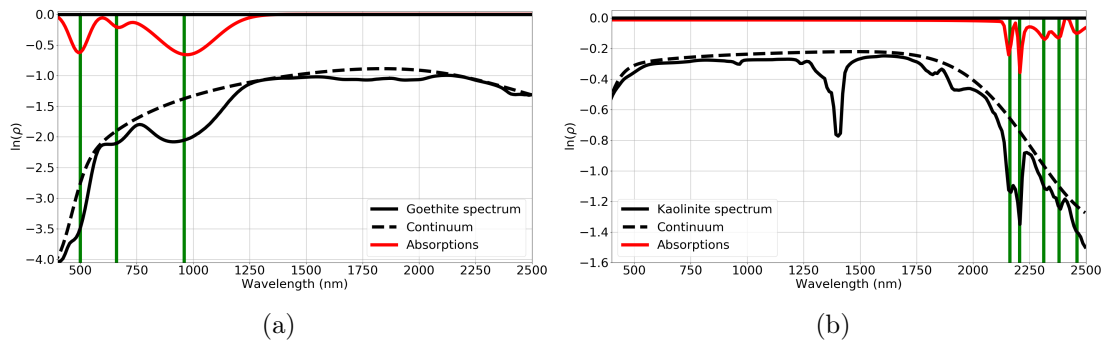 0.0
−0.5
−1.0
−1.5
−2.0
−2.5
−3.0
−3.5
−4.0
ln(ρ)
500 750 1000 1250 1500 1750 2000 2250 2500
Wavelength (nm)
Goethite spectrum
Continuum
Absorptions
(a)
0.0
−0.2
−0.4
−0.6
−0.8
−1.0
−1.2
−1.4
−1.6
ln(ρ)
500 750 1000 1250 1500 1750 2000 2250 2500
Wavelength (nm)
Kaolinite spectrum
Continuum
Absorptions
(b)